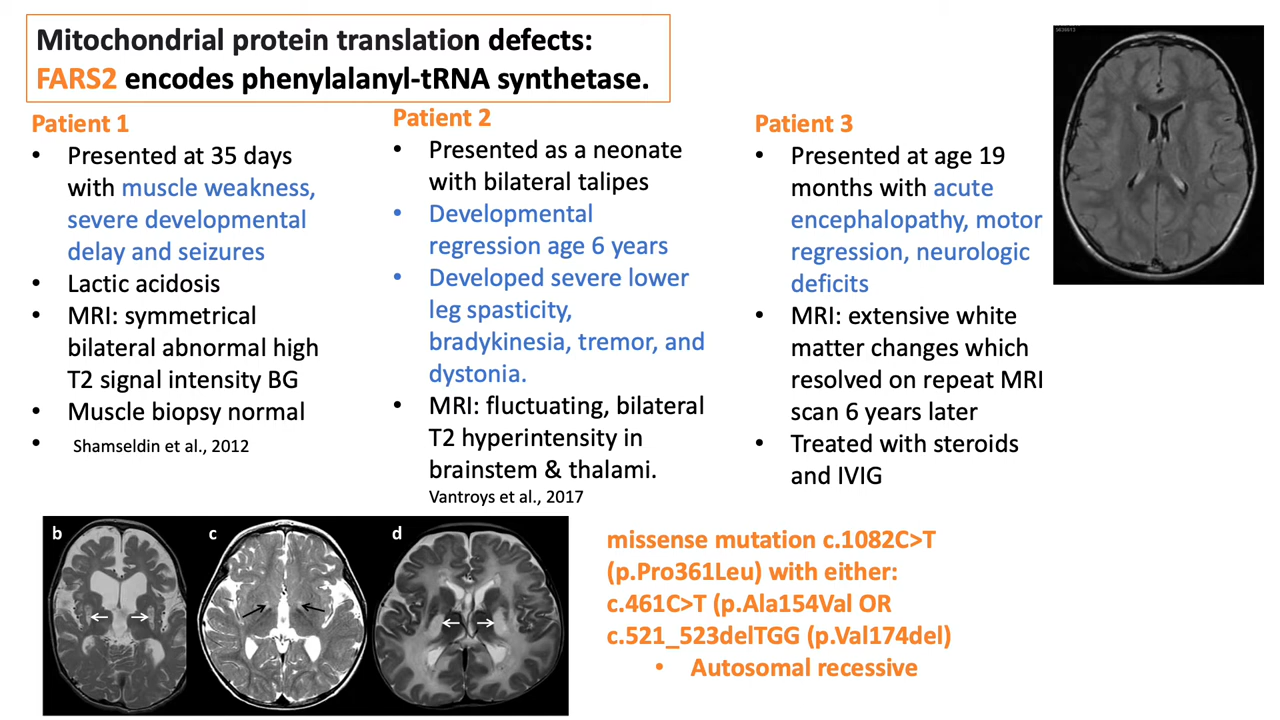 Mitochondrial protein translation defects:
FARS2 encodes phenylalanyl-tRNA synthetase.
Patient 1
• Presented at 35 days
with muscle weakness,
severe developmental
delay and seizures
• Lactic acidosis
• MRI: symmetrical
bilateral abnormal high
T2 signal intensity BG
• Muscle biopsy normal
• Shamseldin et al., 2012
Patient 2
• Presented as a neonate
with bilateral talipes
• Developmental
regression age 6 years
• Developed severe lower
leg spasticity,
bradykinesia, tremor, and
dystonia.
• MRI: fluctuating, bilateral
T2 hyperintensity in
brainstem & thalami.
Vantroys et al., 2017
Patient 3
• Presented at age 19
months with acute
encephalopathy, motor
regression, neurologic
deficits
• MRI: extensive white
matter changes which
resolved on repeat MRI
scan 6 years later
• Treated with steroids
and IVIG
b
c
d
missense mutation c.1082C>T
(p.Pro361Leu) with either:
c.461C>T (p.Ala154Val OR
c.521_523delTGG (p.Val174del)
• Autosomal recessive